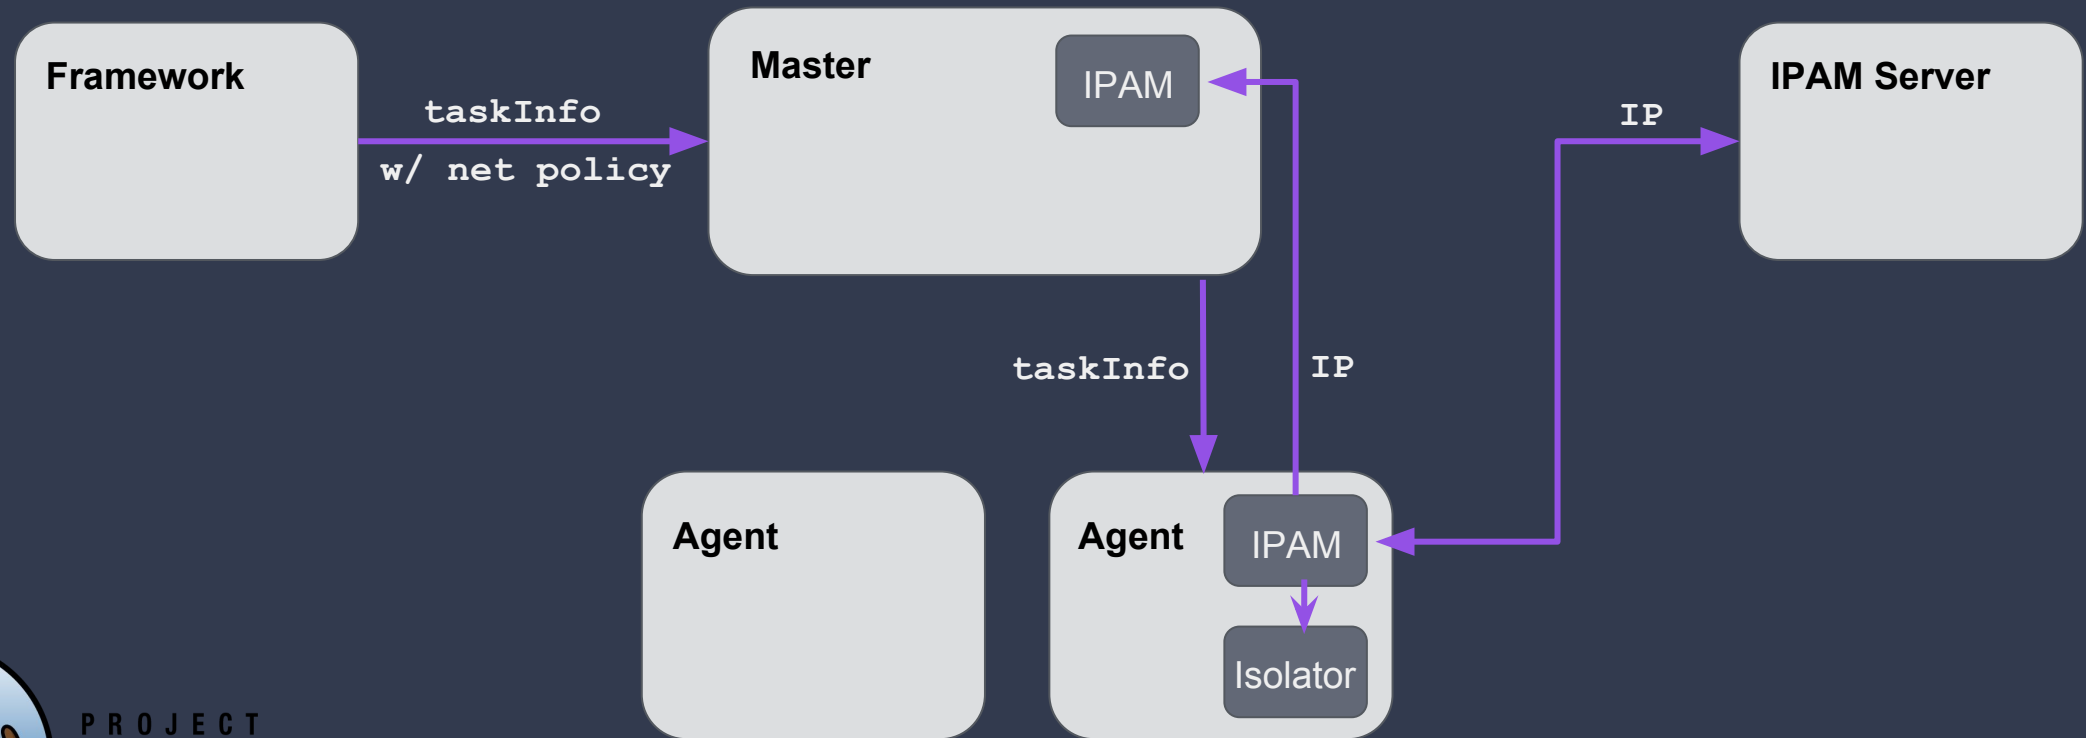 Framework
taskInfo
w/ net policy
Master
IPAM
IP
IPAM Server
taskInfo
IP
Agent
Agent
IPAM
Isolator
PROJECT